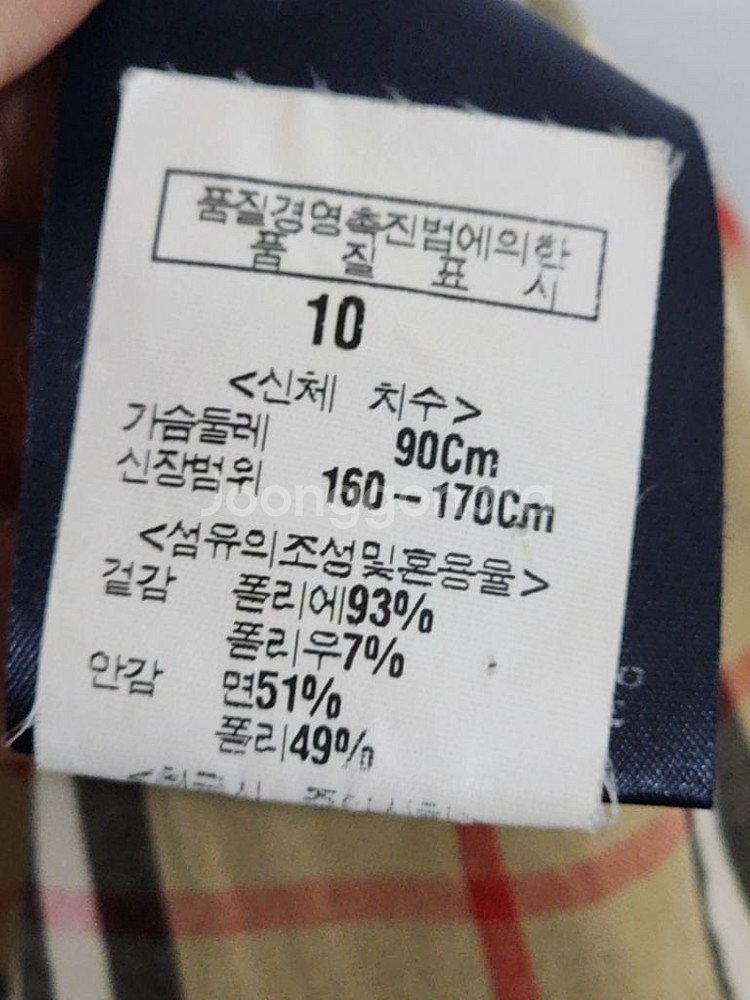 품질경영촉진법에의한
품 질 표 시
10
<신체 치수>
가슴둘레 90Cm
신장범위 160-170Cm
Joonggonara
<섬유의조성및혼용율>
겉감 폴리에93%
폴리우7%
안감 면51%
폴리49%